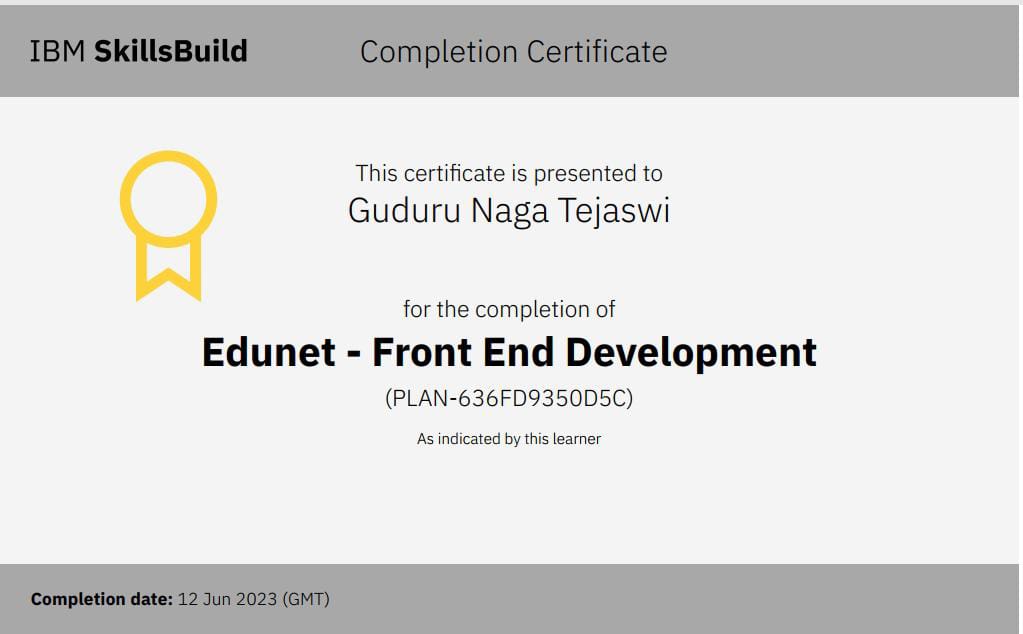 IBM SkillsBuild
Completion Certificate
This certificate is presented to
Guduru Naga Tejaswi
for the completion of
Edunet - Front End Development
(PLAN-636FD9350D5C)
As indicated by this learner
Completion date: 12 Jun 2023 (GMT)